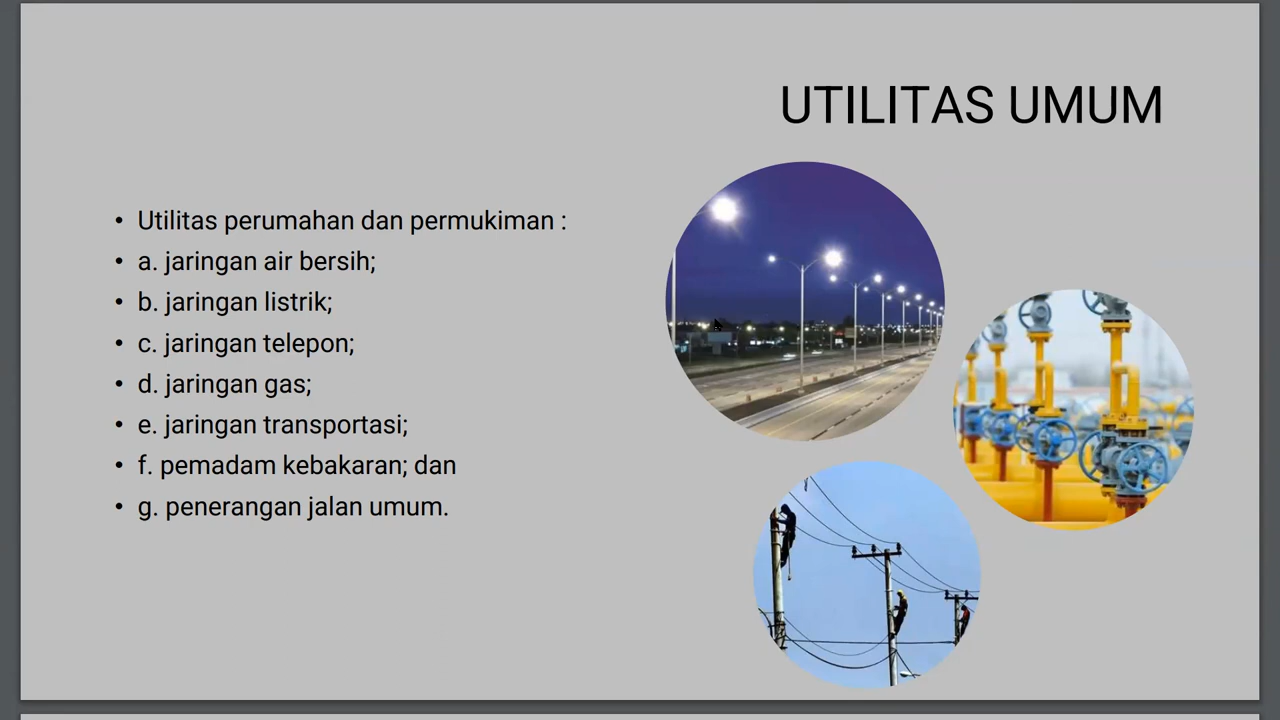 UTILITAS UMUM
• Utilitas perumahan dan permukiman :
• a. jaringan air bersih;
• b. jaringan listrik;
• c. jaringan telepon;
• d. jaringan gas;
• e. jaringan transportasi;
• f. pemadam kebakaran; dan
• g. penerangan jalan umum.